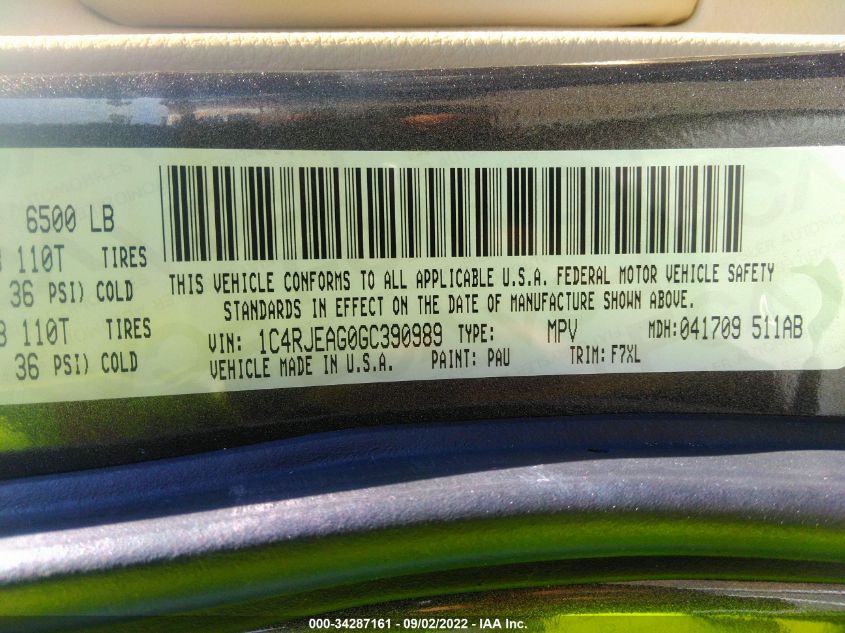 6500 LB
110T TIRES
36 PSI) COLD
110T TIRES
36 PSI) COLD
THIS VEHICLE CONFORMS TO ALL APPLICABLE U.S.A. FEDERAL MOTOR VEHICLE SAFETY
STANDARDS IN EFFECT ON THE DATE OF MANUFACTURE SHOWN ABOVE.
VIN: 1C4RJEAG0GC390989 TYPE: MPV MDH:041709 511AB
VEHICLE MADE IN U.S.A. PAINT: PAU TRIM: F7XL
000-34287161 - 09/02/2022 - IAA Inc.